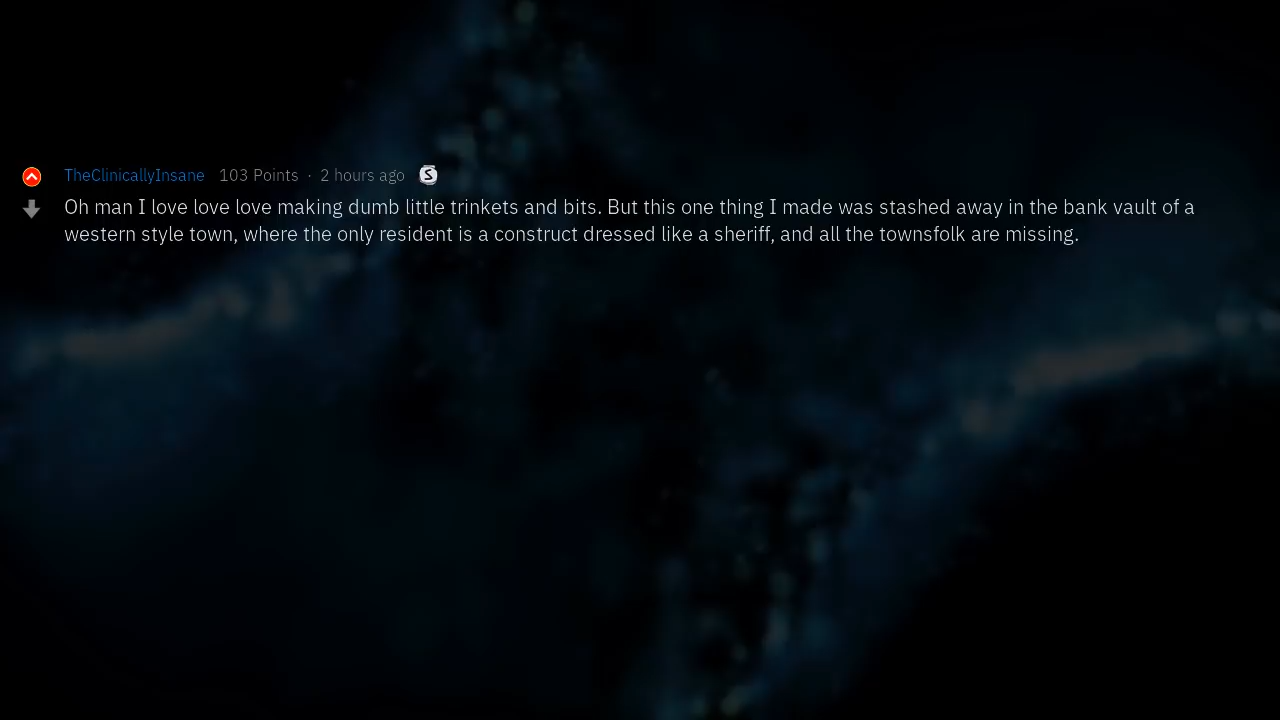 TheClinicallyInsane 103 Points · 2 hours ago
Oh man I love love love making dumb little trinkets and bits. But this one thing I made was stashed away in the bank vault of a
western style town, where the only resident is a construct dressed like a sheriff, and all the townsfolk are missing.